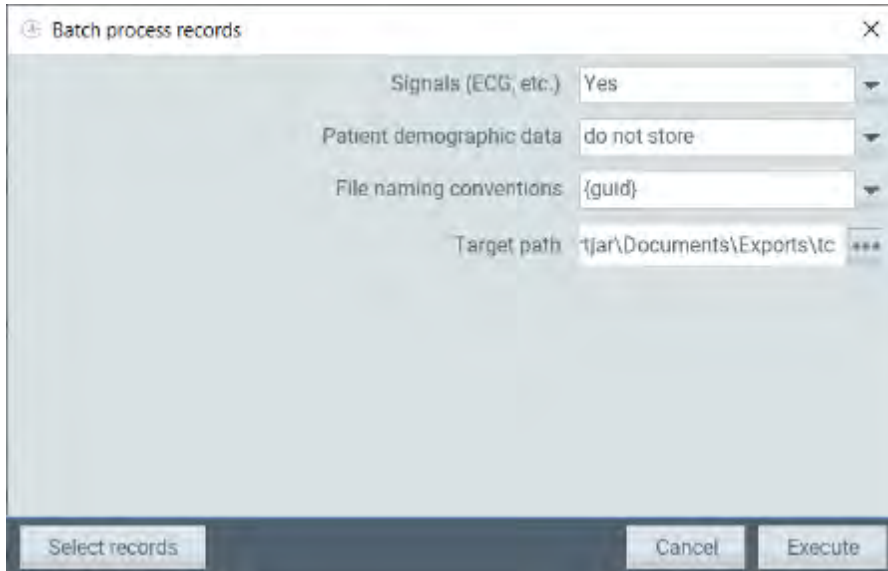 Batch process records
Signals (ECG, etc.) Yes
Patient demographic data do not store
File naming conventions {guid}
Target path tjar\Documents\Exports\tc
Select records Cancel Execute